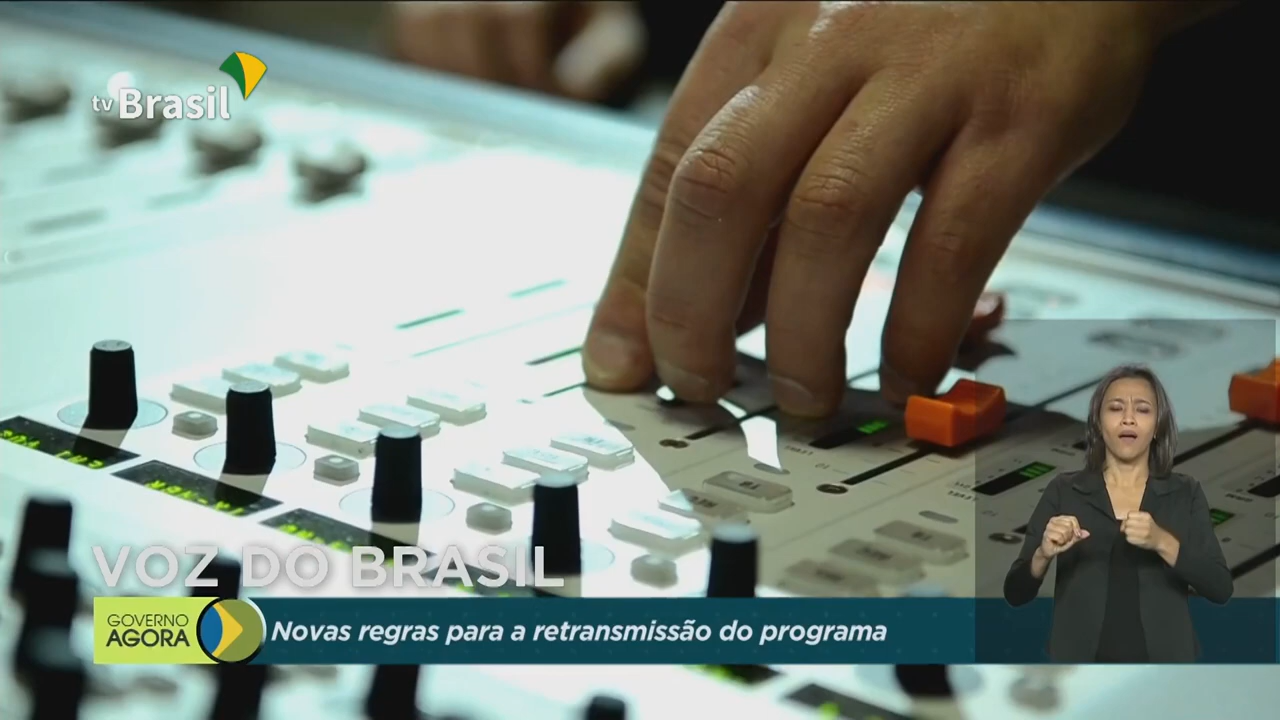 tv Brasil
VOZ DO BRASIL
GOVERNO
AGORA
Novas regras para a retransmissão do programa